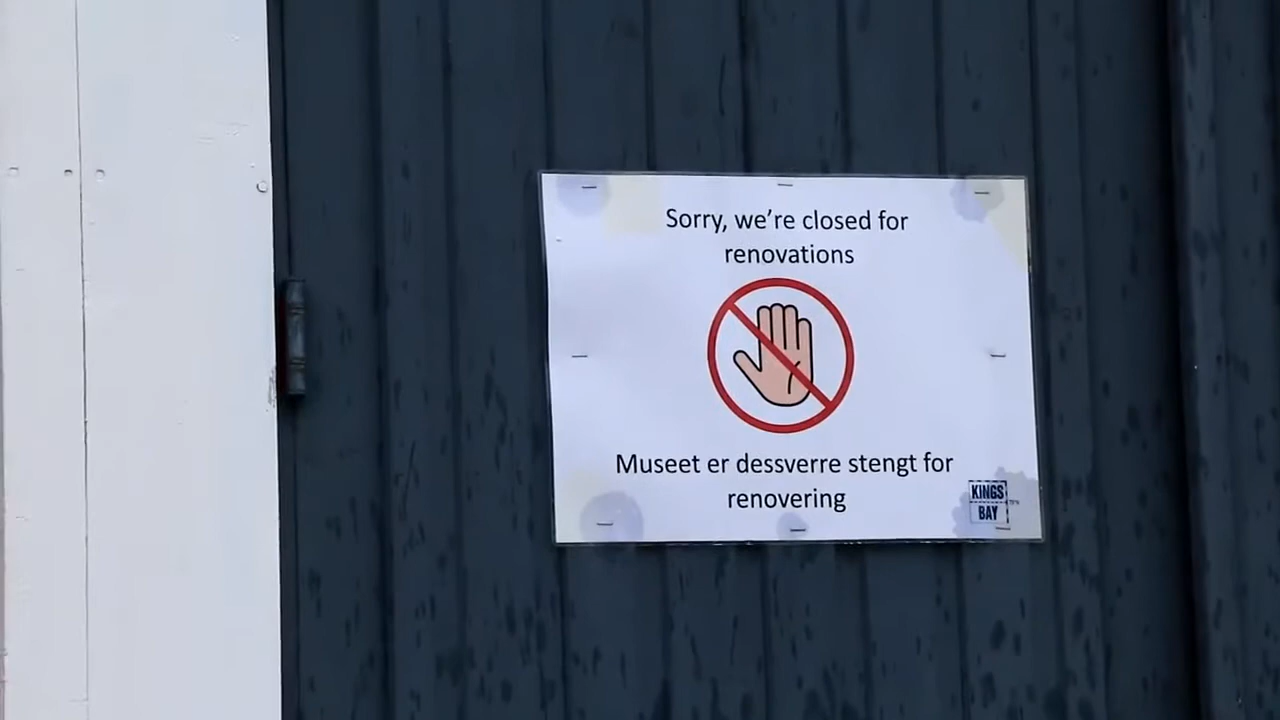 Sorry, we're closed for
renovations
Museet er dessverre stengt for
renovering
KINGS
BAY